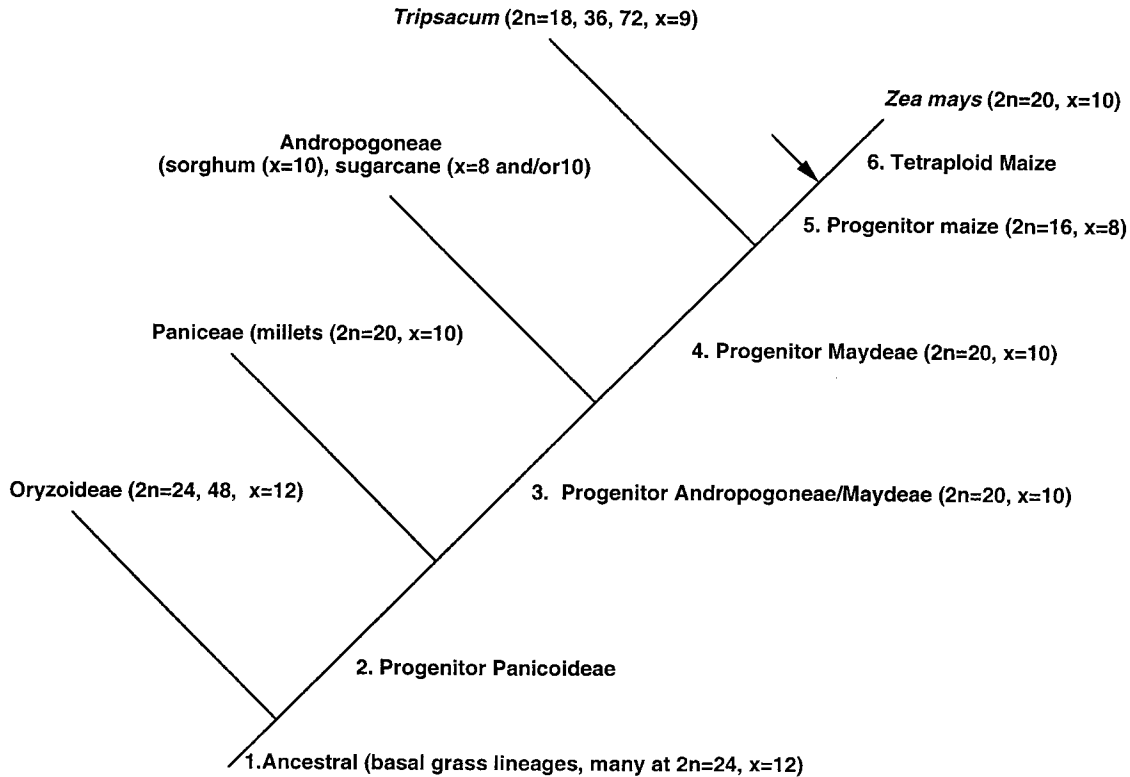 Tripsacum (2n=18, 36, 72, x=9)
Zea mays (2n=20, x=10)
Andropogoneae
(sorghum (x=10), sugarcane (x=8 and/or10)
6. Tetraploid Maize
5. Progenitor maize (2n=16, x=8)
Paniceae (millets (2n=20, x=10)
4. Progenitor Maydeae (2n=20, x=10)
Oryzoideae (2n=24, 48, x=12)
3. Progenitor Andropogoneae/Maydeae (2n=20, x=10)
2. Progenitor Panicoideae
1.Ancestral (basal grass lineages, many at 2n=24, x=12)